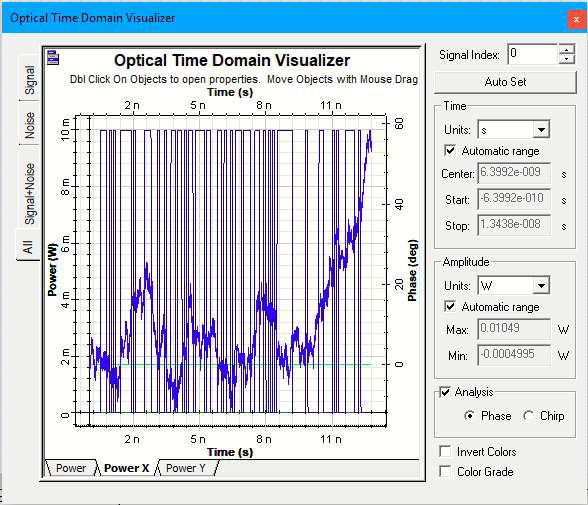 Optical Time Domain Visualizer
x
Signal Index: 0
Auto Set
Signal
Noise
Signal+Noise
All
Optical Time Domain Visualizer
Dbl Click On Objects to open properties. Move Objects with Mouse Drag
Time (s)
2 n 5 n 8 n 11 n
10 m
8 m
6 m
4 m
2 m
0
Power (W)
60
40
20
0
Phase (deg)
2 n 5 n 8 n 11 n
Time (s)
Power Power X Power Y
Time
Units: s
Automatic range
Center: 6.3992e-009 s
Start: -6.3992e-010 s
Stop: 1.3438e-008 s
Amplitude
Units: W
Automatic range
Max: 0.01049 W
Min: -0.0004995 W
Analysis
Phase Chirp
Invert Colors
Color Grade